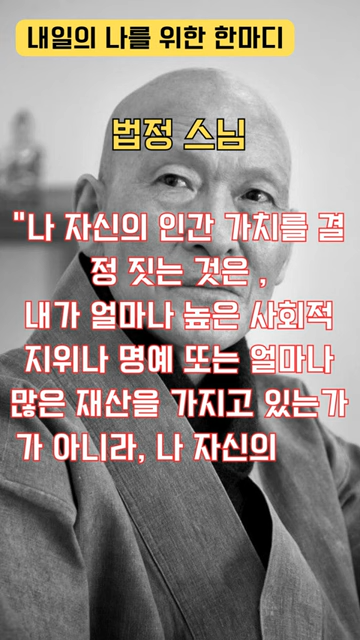 내일의 나를 위한 한마디
법정 스님
"나 자신의 인간 가치를 결
정 짓는 것은 ,
내가 얼마나 높은 사회적
지위나 명예 또는 얼마나
많은 재산을 가지고 있는가
가 아니라, 나 자신의